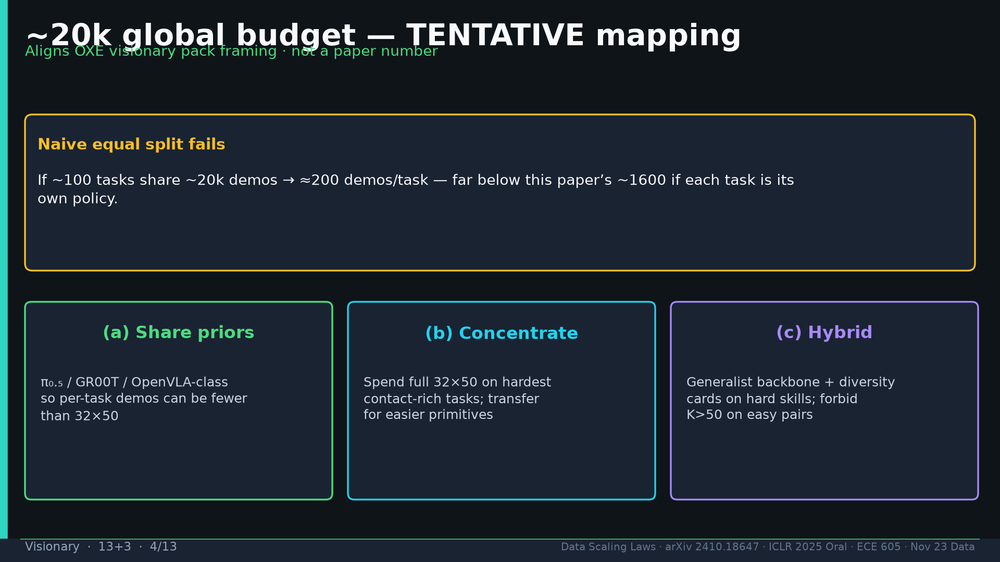 ~20k global budget — TENTATIVE mapping
Aligns OXE visionary pack framing · not a paper number
Naive equal split fails
If ~100 tasks share ~20k demos → ≈200 demos/task — far below this paper’s ~1600 if each task is its
own policy.
(a) Share priors
π₀.₅ / GR00T / OpenVLA-class
so per-task demos can be fewer
than 32×50
(b) Concentrate
Spend full 32×50 on hardest
contact-rich tasks; transfer
for easier primitives
(c) Hybrid
Generalist backbone + diversity
cards on hard skills; forbid
K>50 on easy pairs
Visionary · 13+3 · 4/13
Data Scaling Laws · arXiv 2410.18647 · ICLR 2025 Oral · ECE 605 · Nov 23 Data